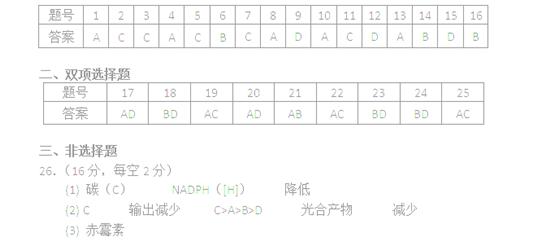 题号 1 2 3 4 5 6 7 8 9 10 11 12 13 14 15 16
答案 A C C A C B C A D A C D A B D B
二、双项选择题
题号 17 18 19 20 21 22 23 24 25
答案 AD BD AC AD AB AC BD BD AC
三、非选择题
26.（16分，每空2分）
(1) 碳（C） NADPH（[H]） 降低
(2) C 输出减少 C>A>B>D 光合产物 减少
(3) 赤霉素